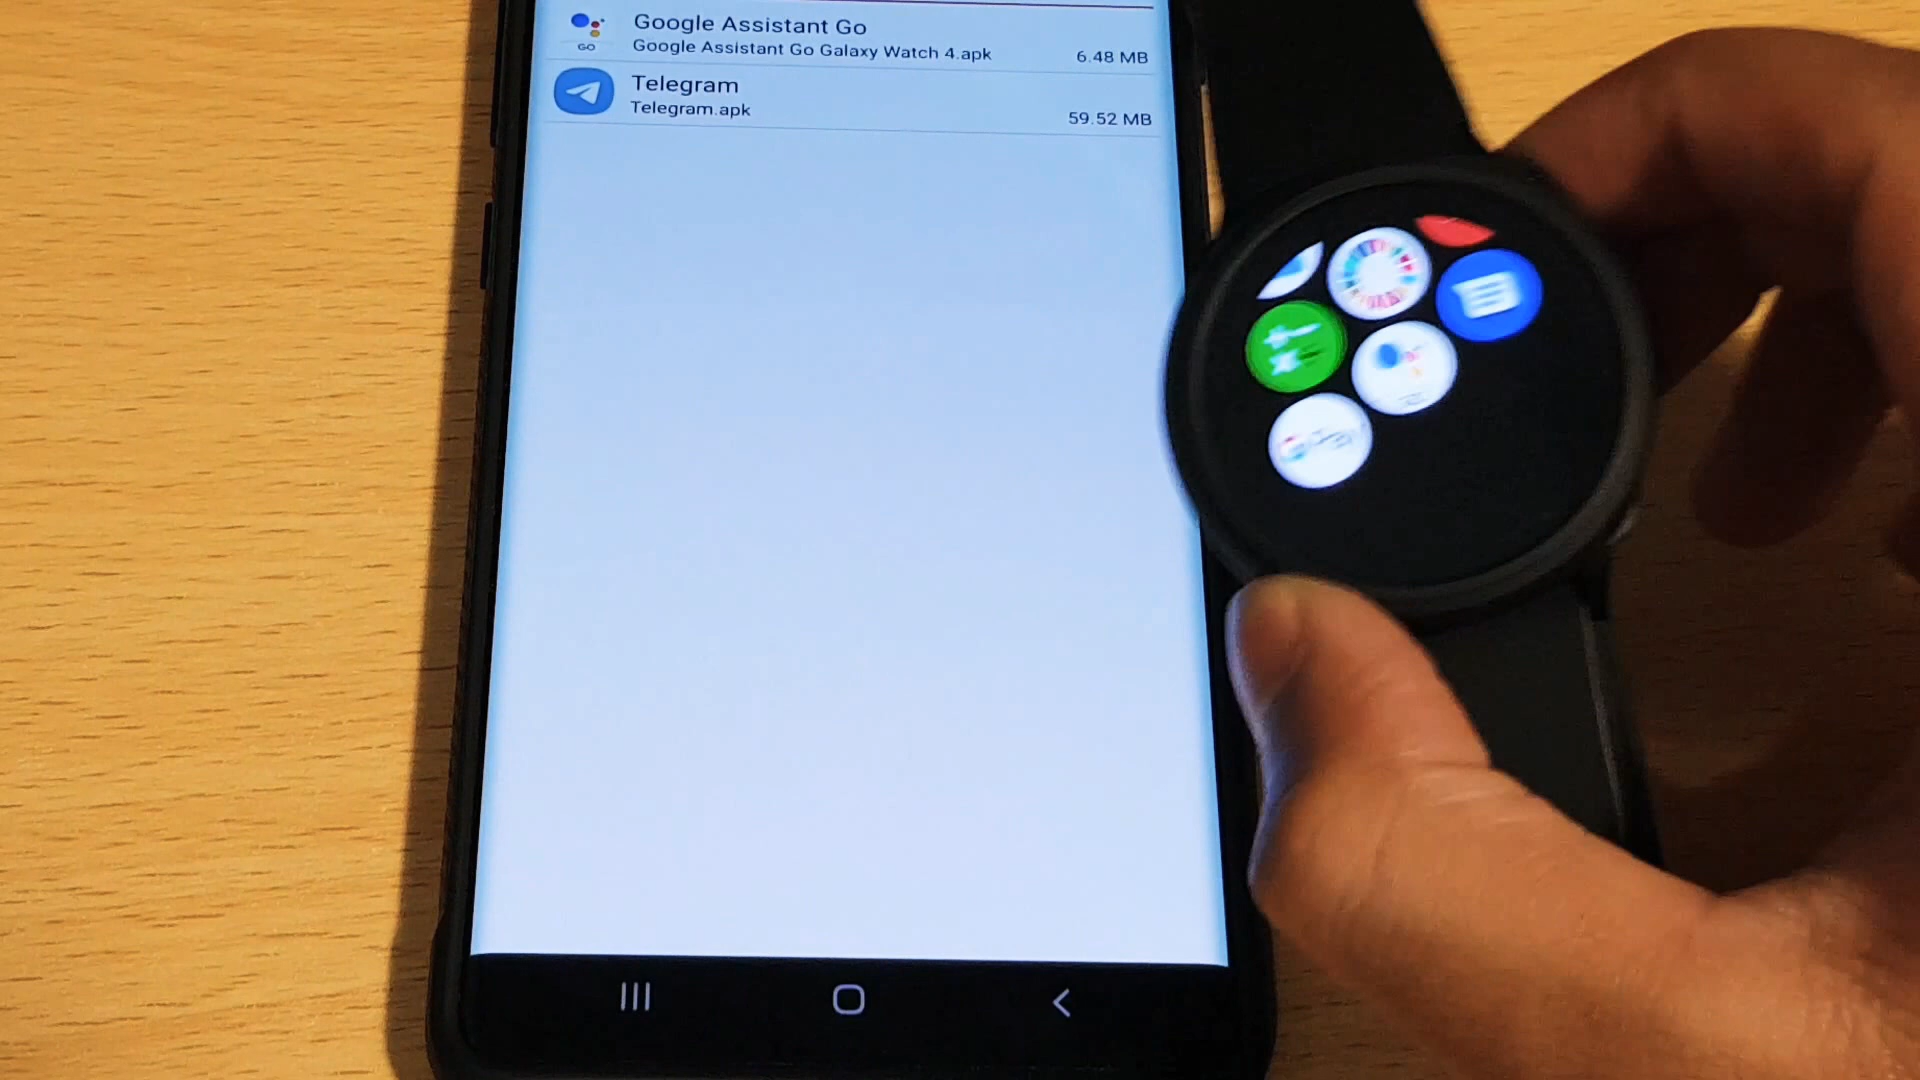 Google Assistant Go
GO
Google Assistant Go Galaxy Watch 4.apk
6.48 MB
Telegram
Telegram.apk
59.52 MB